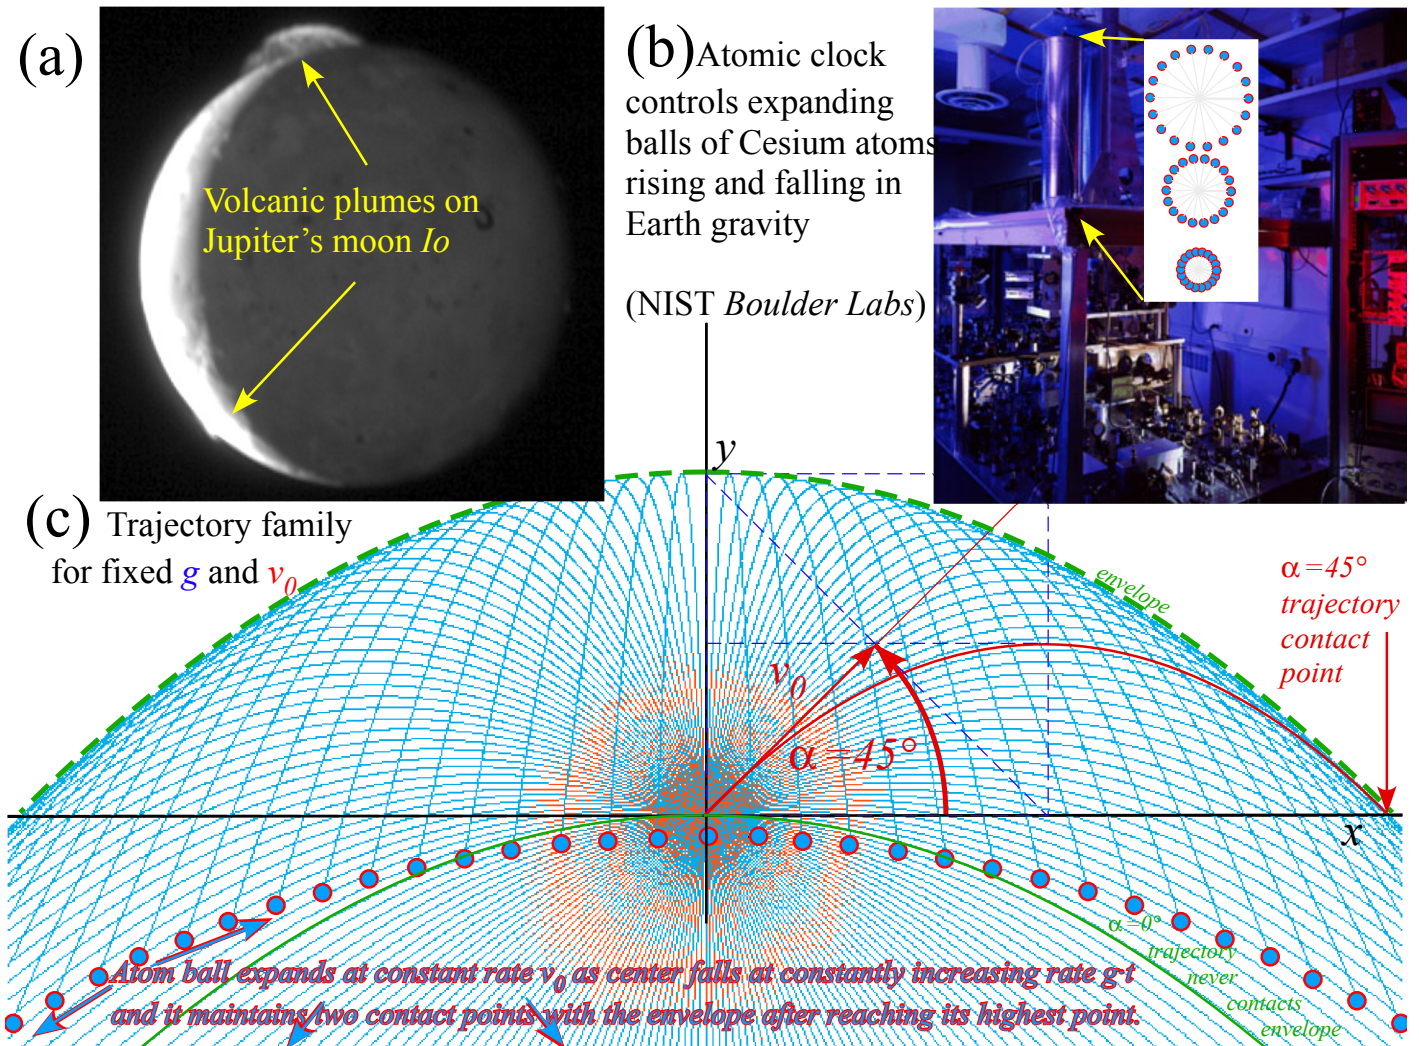 (a)
Volcanic plumes on
Jupiter's moon Io
(b) Atomic clock
controls expanding
balls of Cesium atoms
rising and falling in
Earth gravity
(NIST Boulder Labs)
(c) Trajectory family
for fixed g and v0
y
envelope
α=45°
trajectory
contact
point
v0
α=45°
x
α=0°
trajectory
never
contacts
envelope
Atom ball expands at constant rate v0 as center falls at constantly increasing rate g·t
and it maintains two contact points with the envelope after reaching its highest point.